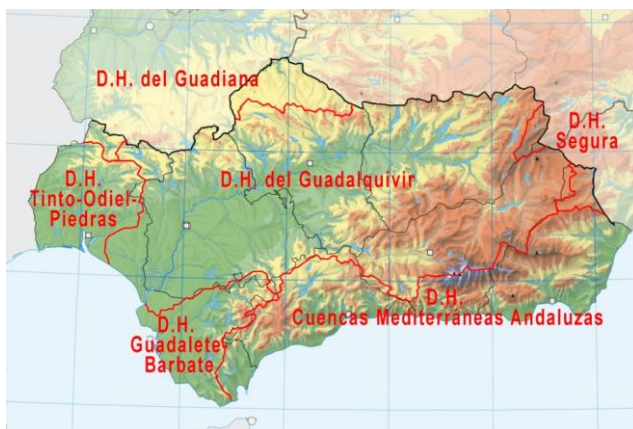 D.H. del Guadiana
D.H.
Segura
D.H.
Tinto-Odiel-
Piedras
D.H. del Guadalquivir
D.H.
Cuencas Mediterráneas Andaluzas
D.H.
Guadalete-
Barbate